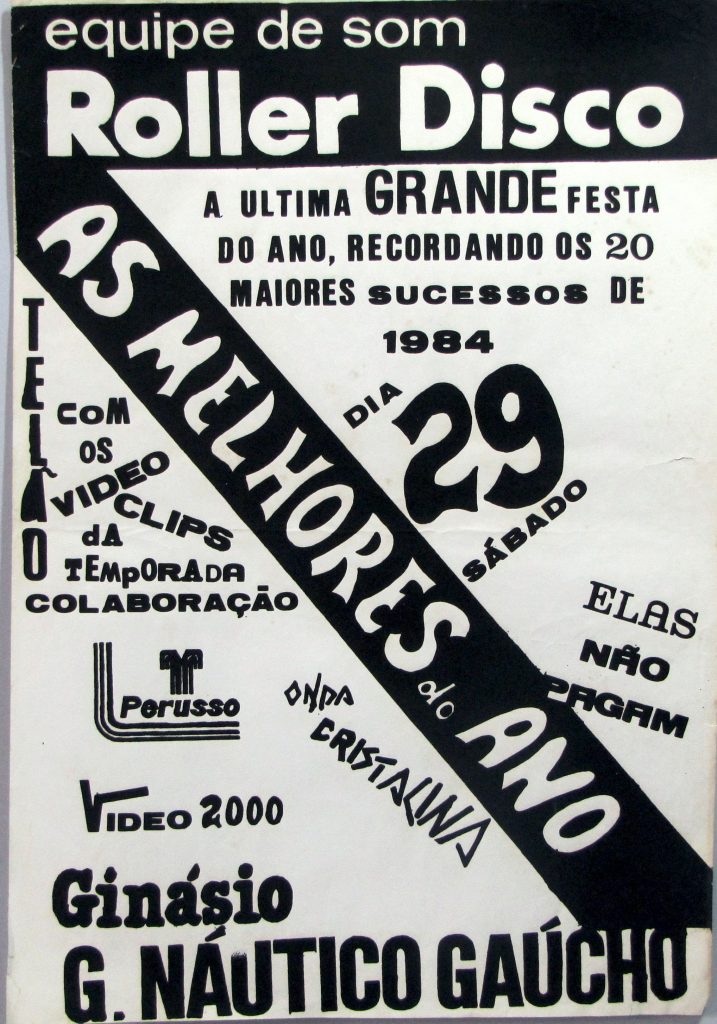 equipe de som
Roller Disco
A ULTIMA GRANDE FESTA
DO ANO, RECORDANDO OS 20
MAIORES SUCESSOS DE
1984
AS MELHORES do ANO
DIA 29
SÁBADO
TELÃO
COM
OS
VIDEO
CLIPS
dA
TEMpORADA
COLABORAÇÃO
Perusso
VIDEO 2000
ONDA
CRISTALINA
ELAS
NÃO
PAGAM
Ginásio
G. NÁUTICO GAÚCHO